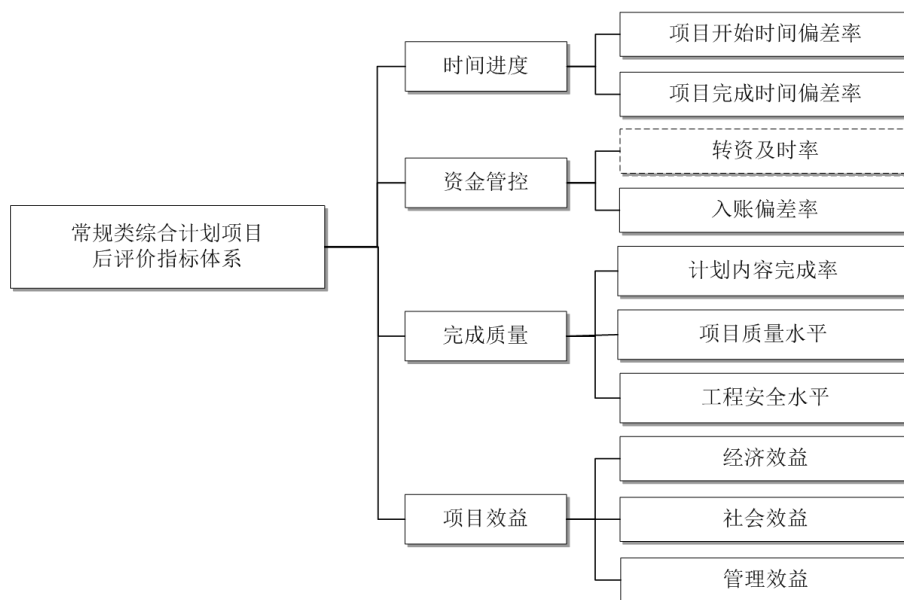 常规类综合计划项目
后评价指标体系
时间进度
项目开始时间偏差率
项目完成时间偏差率
资金管控
转资及时率
入账偏差率
完成质量
计划内容完成率
项目质量水平
工程安全水平
项目效益
经济效益
社会效益
管理效益